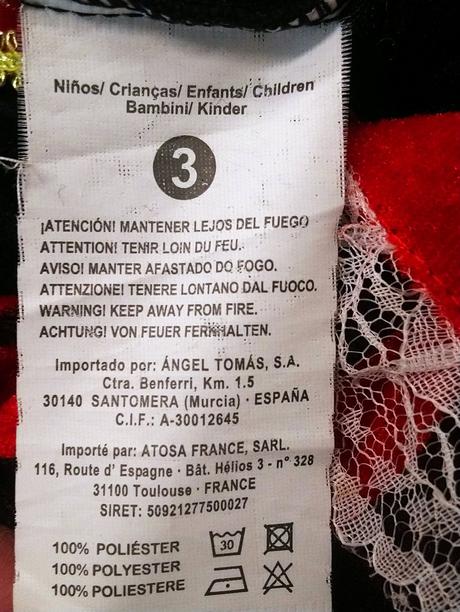 Niños/ Crianças/ Enfants/ Children
Bambini/ Kinder
3
¡ATENCIÓN! MANTENER LEJOS DEL FUEGO
ATTENTION! TENIR LOIN DU FEU.
AVISO! MANTER AFASTADO DO FOGO.
ATTENZIONE! TENERE LONTANO DAL FUOCO.
WARNING! KEEP AWAY FROM FIRE.
ACHTUNG! VON FEUER FERNHALTEN.
Importado por: ÁNGEL TOMÁS, S.A.
Ctra. Benferri, Km. 1.5
30140 SANTOMERA (Murcia) · ESPAÑA
C.I.F.: A-30012645
Importé par: ATOSA FRANCE, SARL.
116, Route d' Espagne · Bât. Hélios 3 - n° 328
31100 Toulouse · FRANCE
SIRET: 50921277500027
100% POLIÉSTER
100% POLYESTER
100% POLIESTERE
30